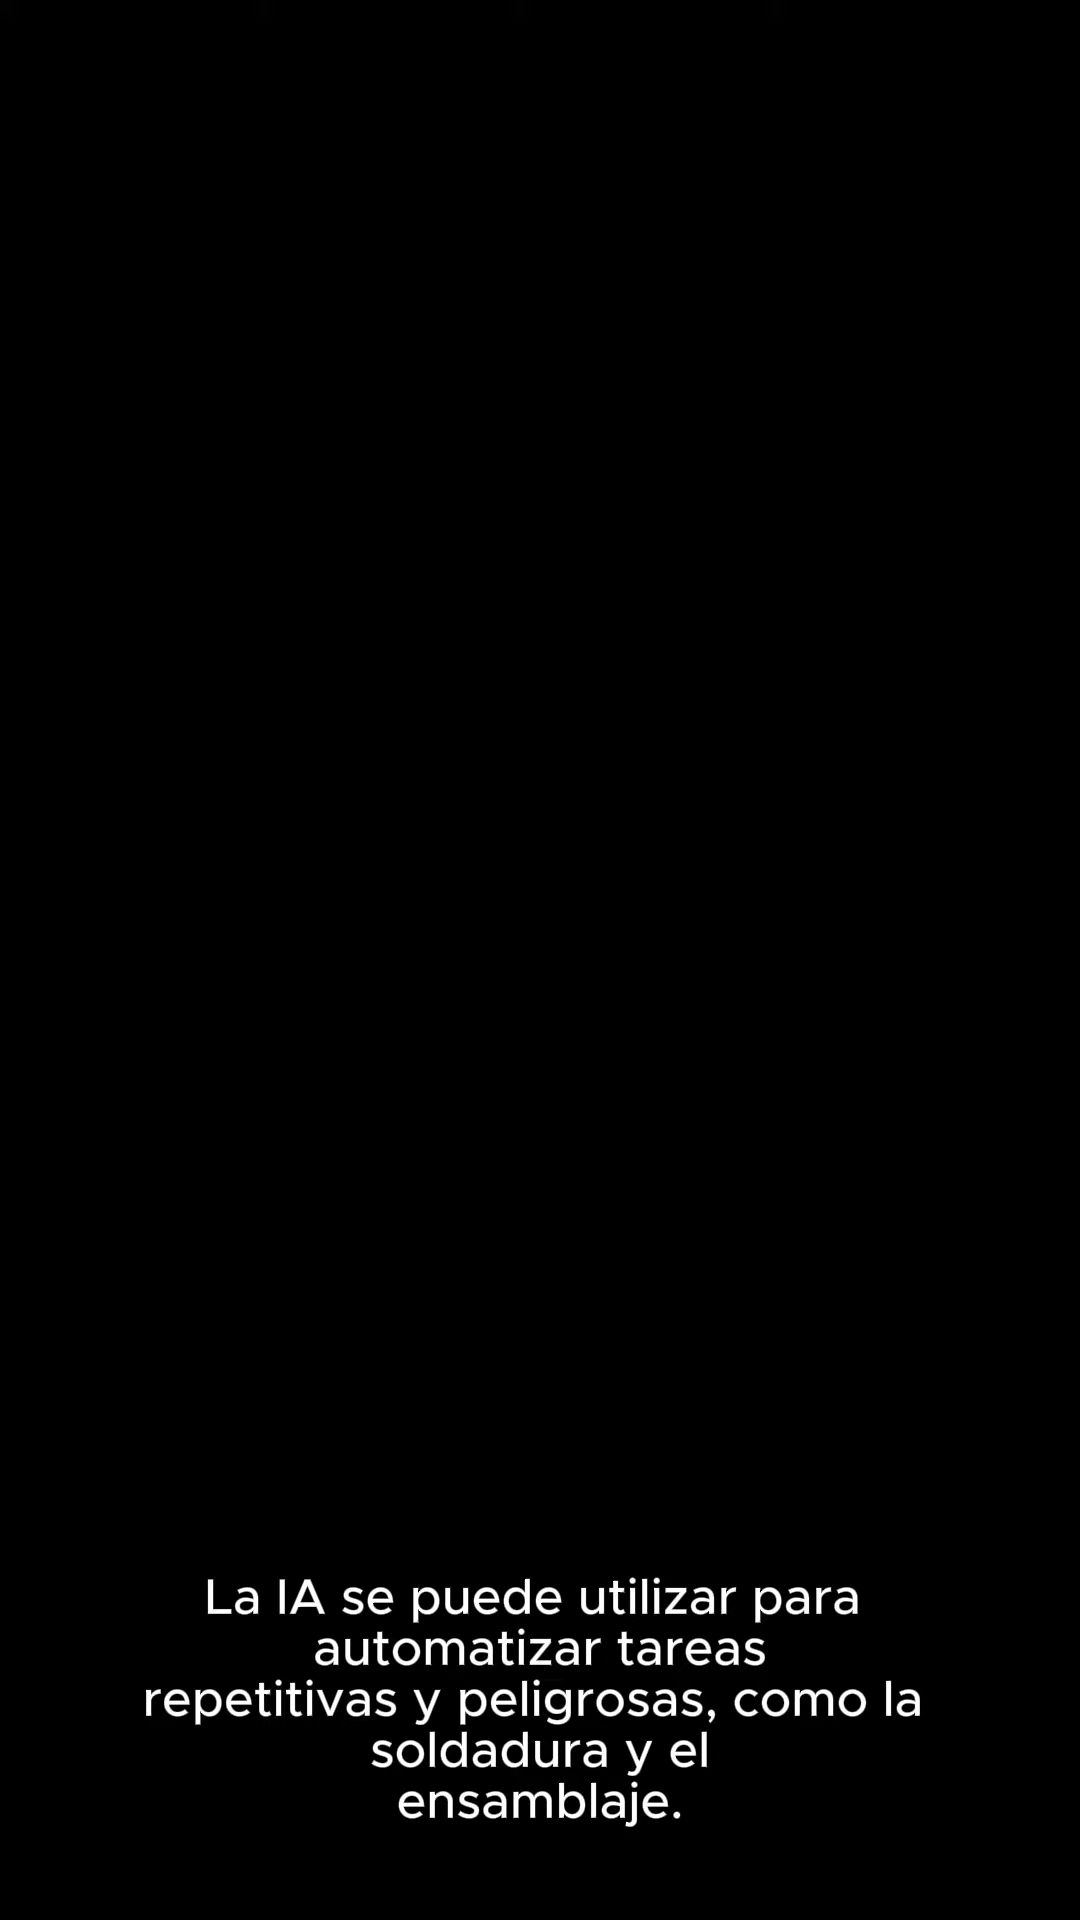 La IA se puede utilizar para
automatizar tareas
repetitivas y peligrosas, como la
soldadura y el
ensamblaje.